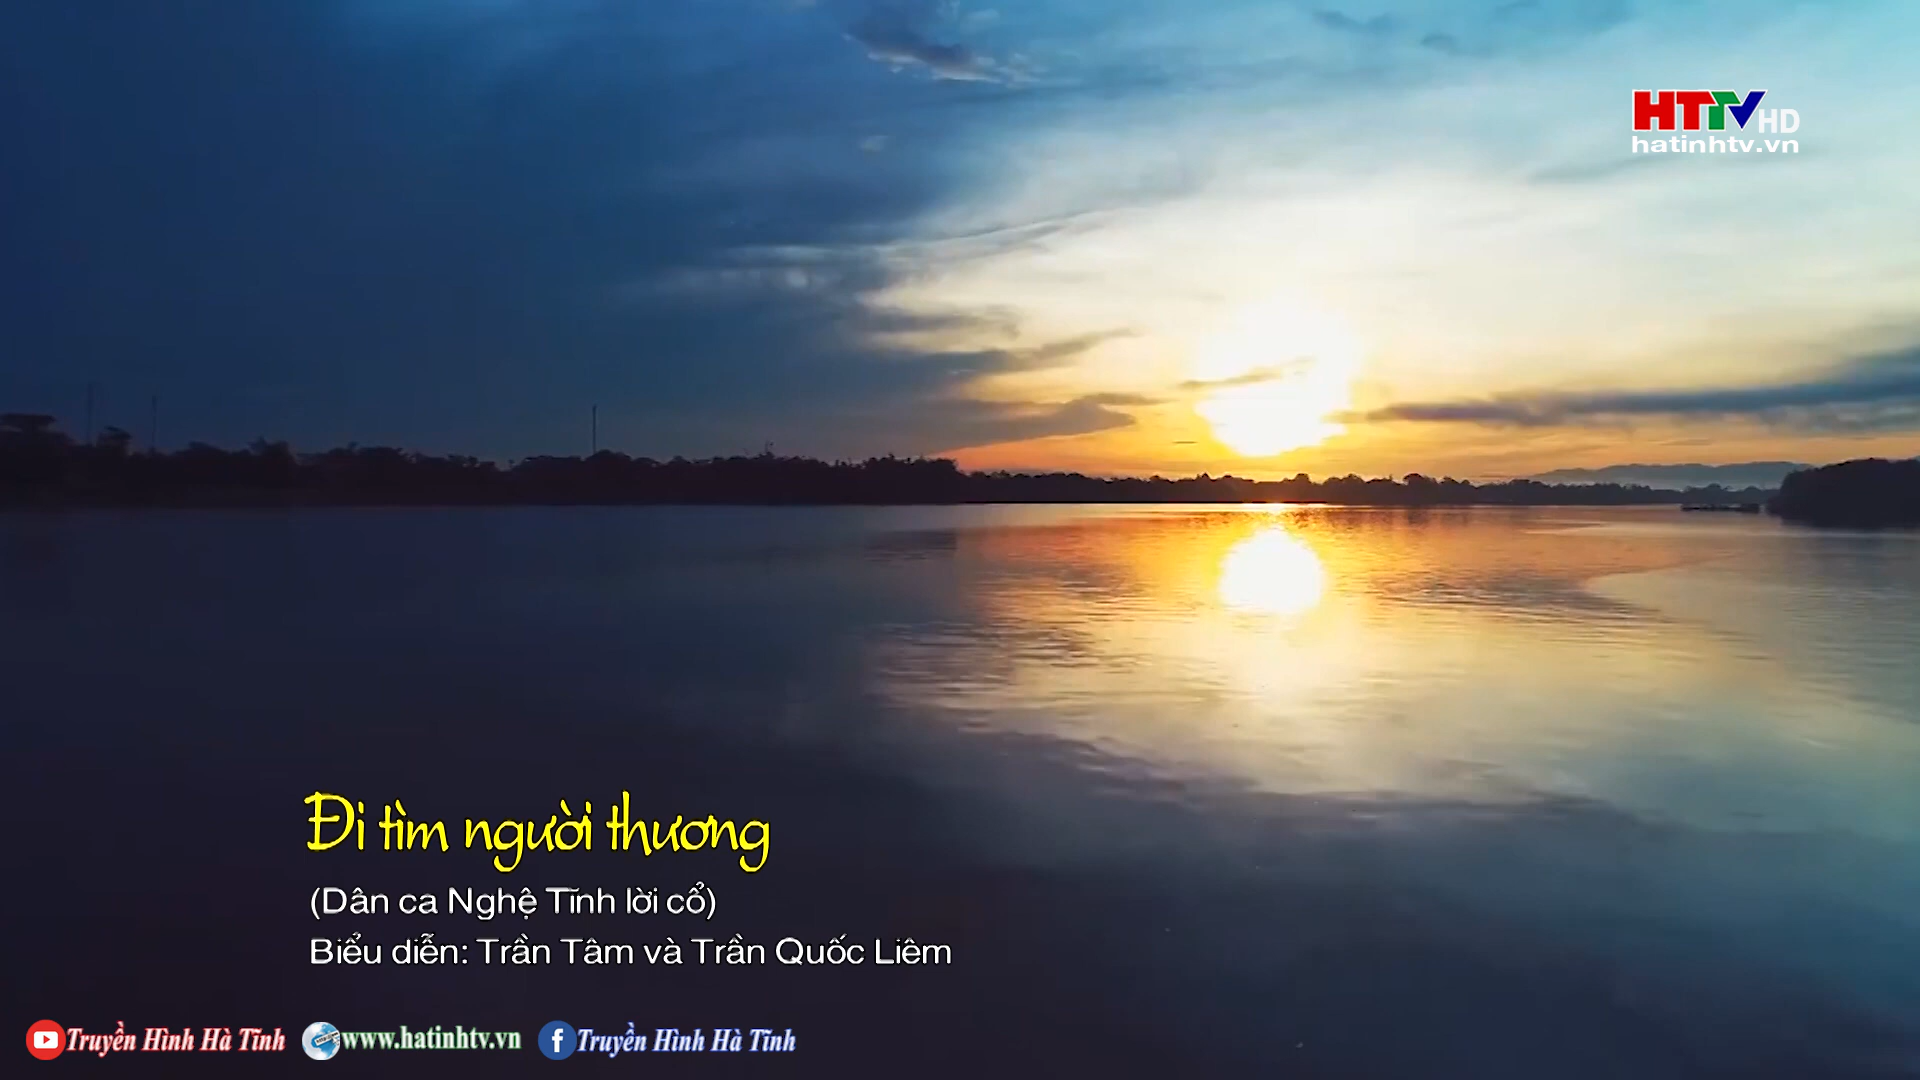 HTTV HD
hatinhtv.vn
Đi tìm người thương
(Dân ca Nghệ Tĩnh lời cổ)
Biểu diễn: Trần Tâm và Trần Quốc Liêm
Truyền Hình Hà Tĩnh www.hatinhtv.vn f Truyền Hình Hà Tĩnh